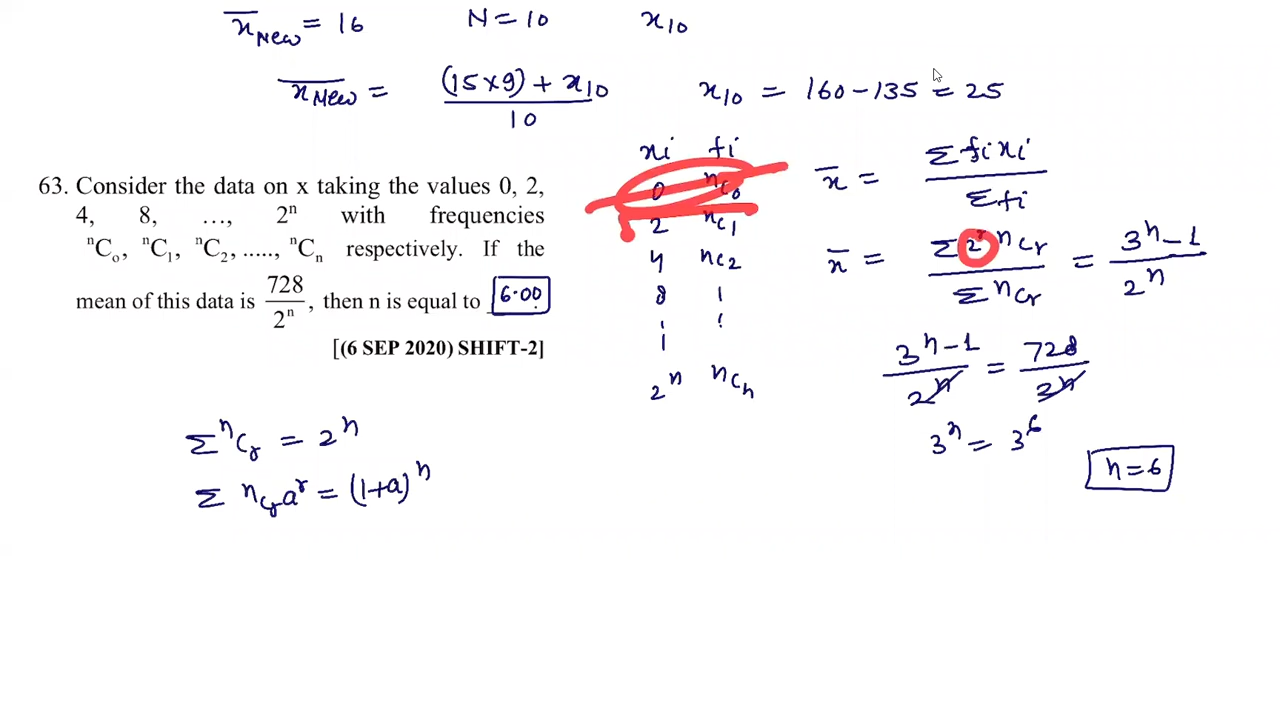 x̄New = 16 N = 10 x10
x̄New = (15×9) + x10 / 10 x10 = 160 − 135 = 25
63. Consider the data on x taking the values 0, 2,
4, 8, ..., 2ⁿ with frequencies
ⁿC₀, ⁿC₁, ⁿC₂, ....., ⁿCₙ respectively. If the
mean of this data is 728/2ⁿ, then n is equal to 6.00
[(6 SEP 2020) SHIFT-2]
xi fi
0 nC0
2 nC1
4 nC2
8 ¦
¦ ¦
2ⁿ nCn
x̄ = Σfixi / Σfi
x̄ = Σ2ʳ ⁿCr / ΣⁿCr = 3ⁿ − 1 / 2ⁿ
3ⁿ − 1 / 2ⁿ = 728 / 2ⁿ
3ⁿ = 3⁶
n = 6
ΣⁿCr = 2ⁿ
Σ ⁿCr aʳ = (1+a)ⁿ